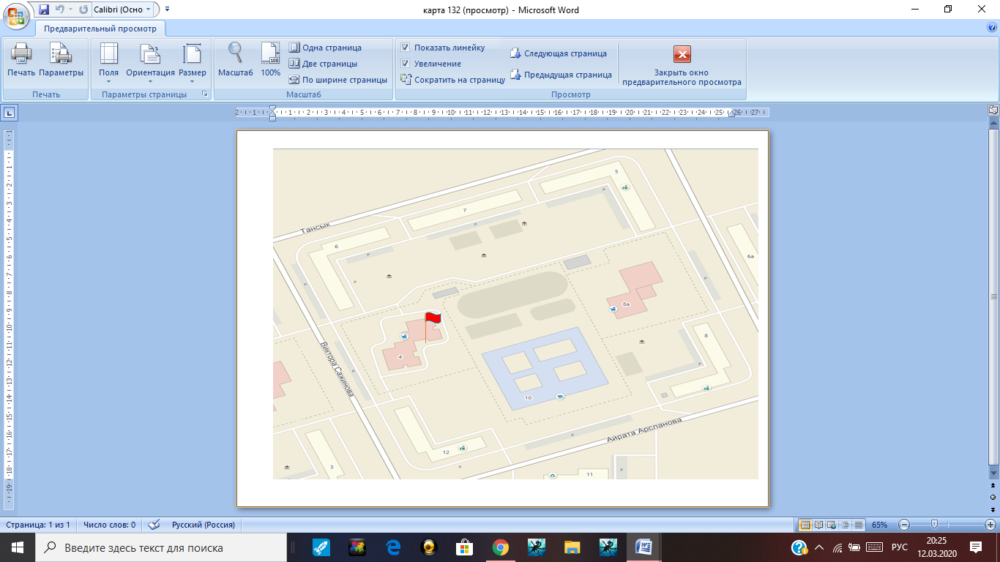 Calibri (Осно
карта 132 (просмотр) - Microsoft Word
Предварительный просмотр
Печать
Параметры
Поля
Ориентация
Размер
Масштаб
100%
Одна страница
Две страницы
По ширине страницы
Показать линейку
Увеличение
Сократить на страницу
Следующая страница
Предыдущая страница
Закрыть окно
предварительного просмотра
Печать
Параметры страницы
Масштаб
Просмотр
2 1 1 2 3 4 5 6 7 8 9 10 11 12 13 14 15 16 17 18 19 20 21 22 23 24 25 26 27
1 1 2 3 4 5 6 7 8 9 10 11 12 13 14 15 16 17 18 19
5
7
P
P
Тансык
6
P
P
6а
P
P
8а
8
4
P
Виктора Сажинова
P
10
Айрата Арсланова
P
12
P
3
11
P
Страница: 1 из 1
Число слов: 0
Русский (Россия)
65%
Введите здесь текст для поиска
РУС
20:25
12.03.2020